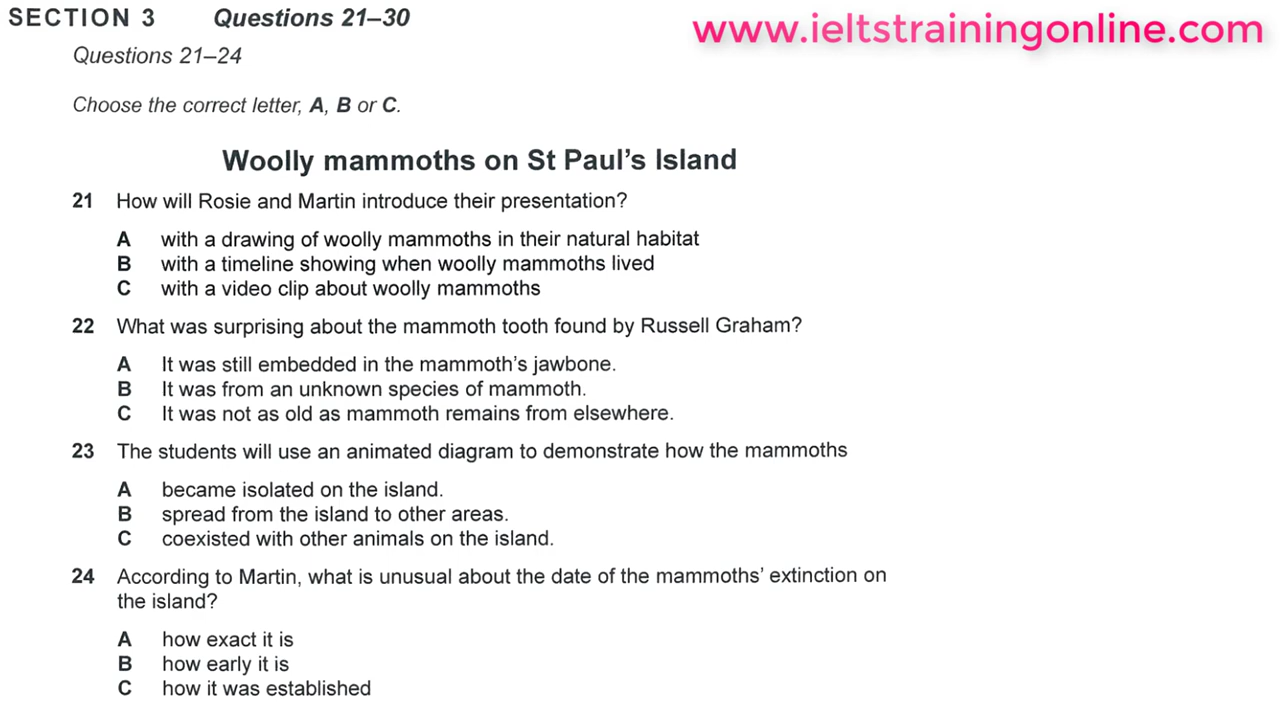 SECTION 3 Questions 21–30
www.ieltstrainingonline.com
Questions 21–24
Choose the correct letter, A, B or C.
Woolly mammoths on St Paul's Island
21 How will Rosie and Martin introduce their presentation?
A with a drawing of woolly mammoths in their natural habitat
B with a timeline showing when woolly mammoths lived
C with a video clip about woolly mammoths
22 What was surprising about the mammoth tooth found by Russell Graham?
A It was still embedded in the mammoth's jawbone.
B It was from an unknown species of mammoth.
C It was not as old as mammoth remains from elsewhere.
23 The students will use an animated diagram to demonstrate how the mammoths
A became isolated on the island.
B spread from the island to other areas.
C coexisted with other animals on the island.
24 According to Martin, what is unusual about the date of the mammoths' extinction on
the island?
A how exact it is
B how early it is
C how it was established